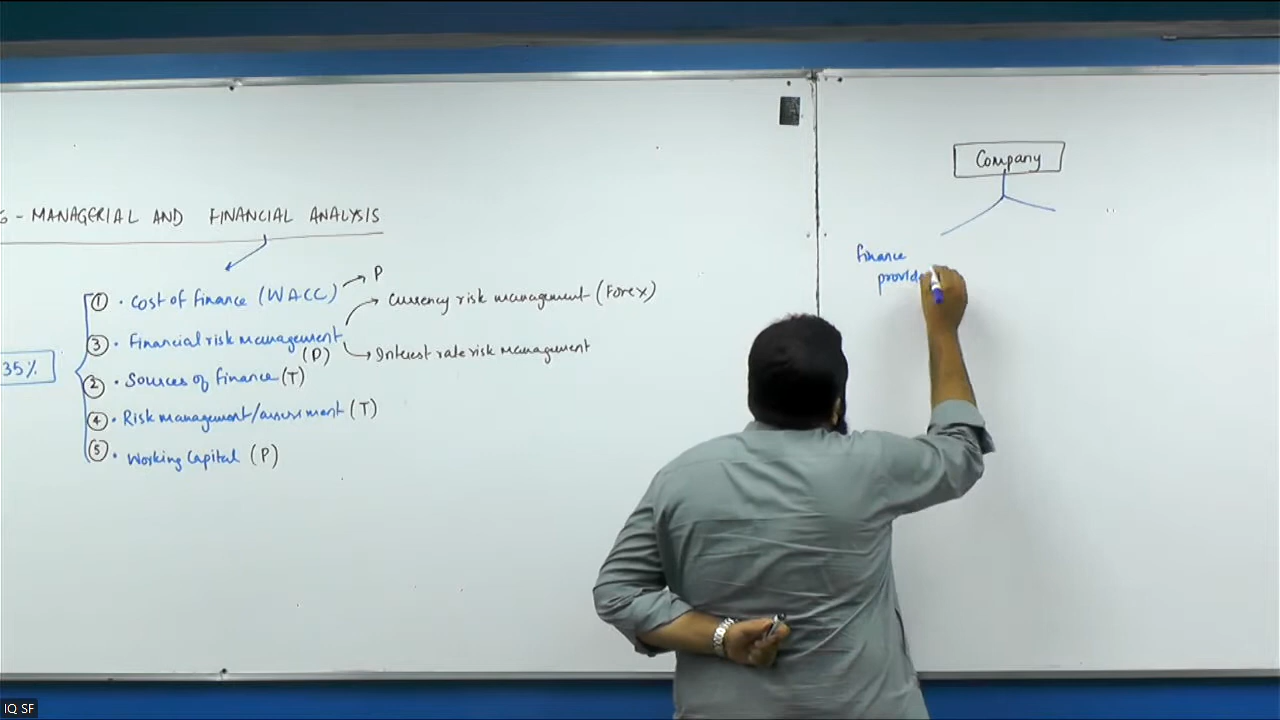 - MANAGERIAL AND FINANCIAL ANALYSIS
35%
① · Cost of finance (WACC) P
③ · Financial risk management (P)
Currency risk management (Forex)
Interest rate risk management
② · Sources of finance (T)
④ · Risk management/assessment (T)
⑤ · Working Capital (P)
Company
finance
provide
IQ SF